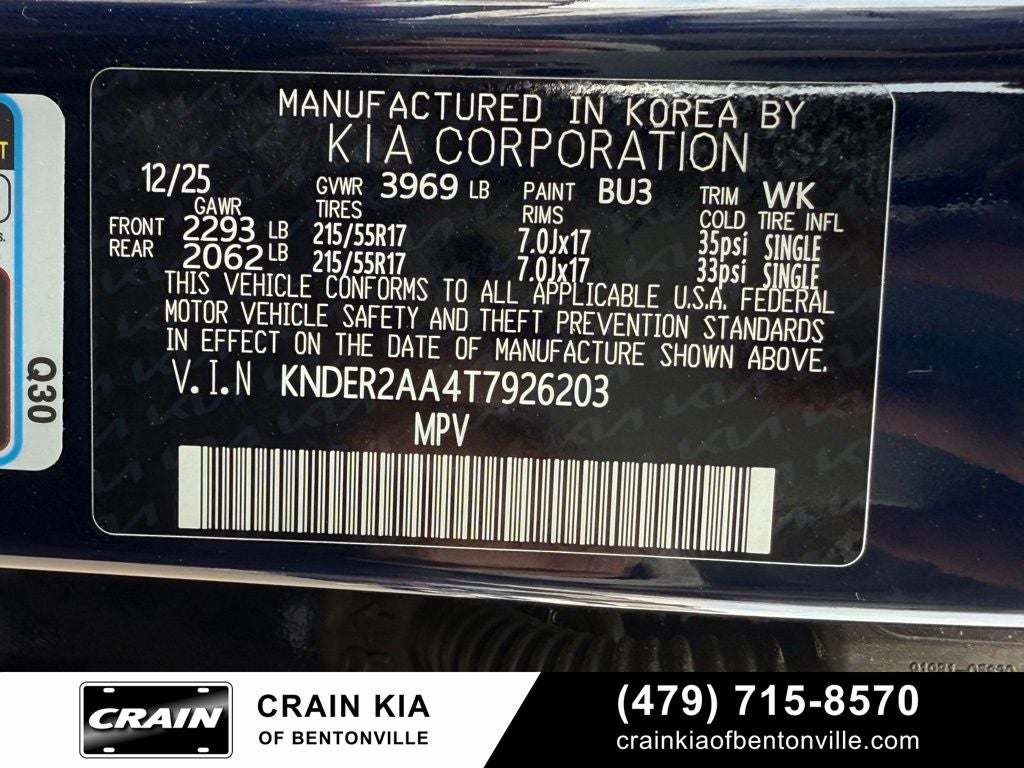 MANUFACTURED IN KOREA BY
KIA CORPORATION
12/25 GVWR 3969 LB PAINT BU3 TRIM WK
GAWR TIRES RIMS COLD TIRE INFL
FRONT 2293 LB 215/55R17 7.0Jx17 35psi SINGLE
REAR 2062 LB 215/55R17 7.0Jx17 33psi SINGLE
THIS VEHICLE CONFORMS TO ALL APPLICABLE U.S.A. FEDERAL
MOTOR VEHICLE SAFETY AND THEFT PREVENTION STANDARDS
IN EFFECT ON THE DATE OF MANUFACTURE SHOWN ABOVE.
V.I.N KNDER2AA4T7926203
MPV
Q30
CRAIN
CRAIN KIA
OF BENTONVILLE
(479) 715-8570
crainkiaofbentonville.com